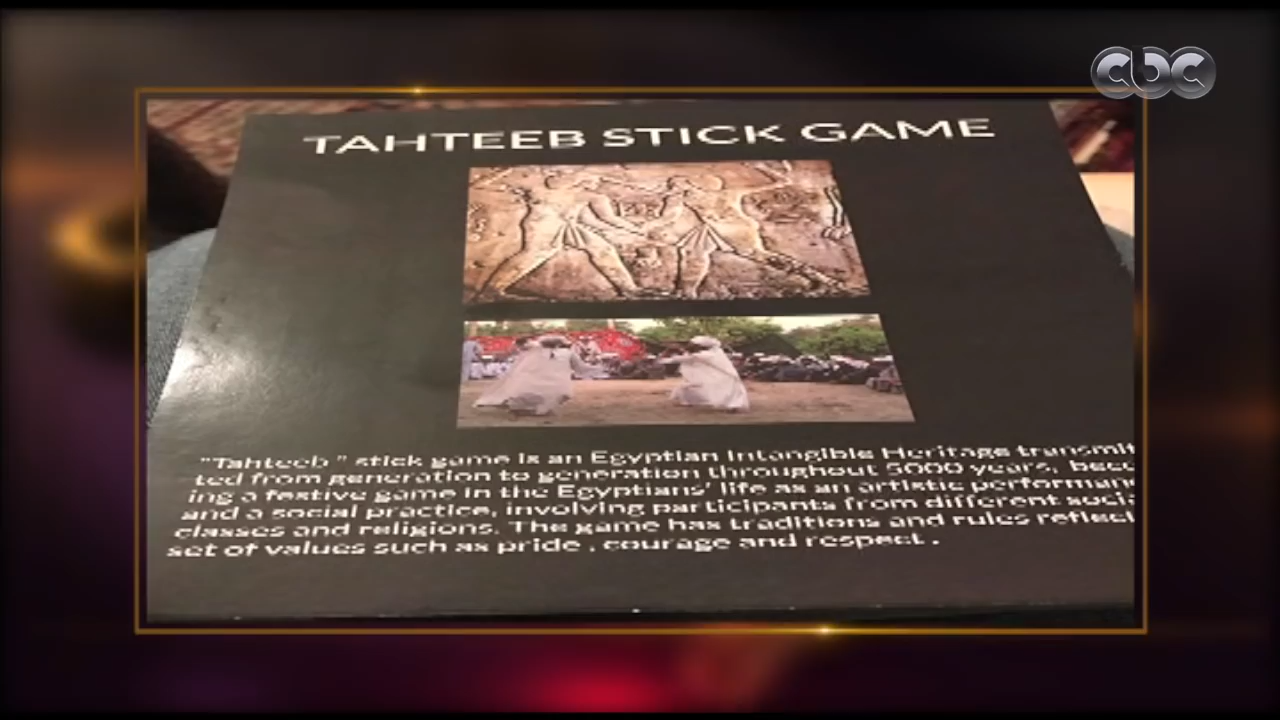 cbc
TAHTEEB STICK GAME
"Tahteeb " stick game is an Egyptian Intangible Heritage transmit
ted from generation to generation throughout 5000 years, beco
ing a festive game in the Egyptians' life as an artistic performan
and a social practice, involving participants from different socia
classes and religions. The game has traditions and rules reflect
set of values such as pride , courage and respect .